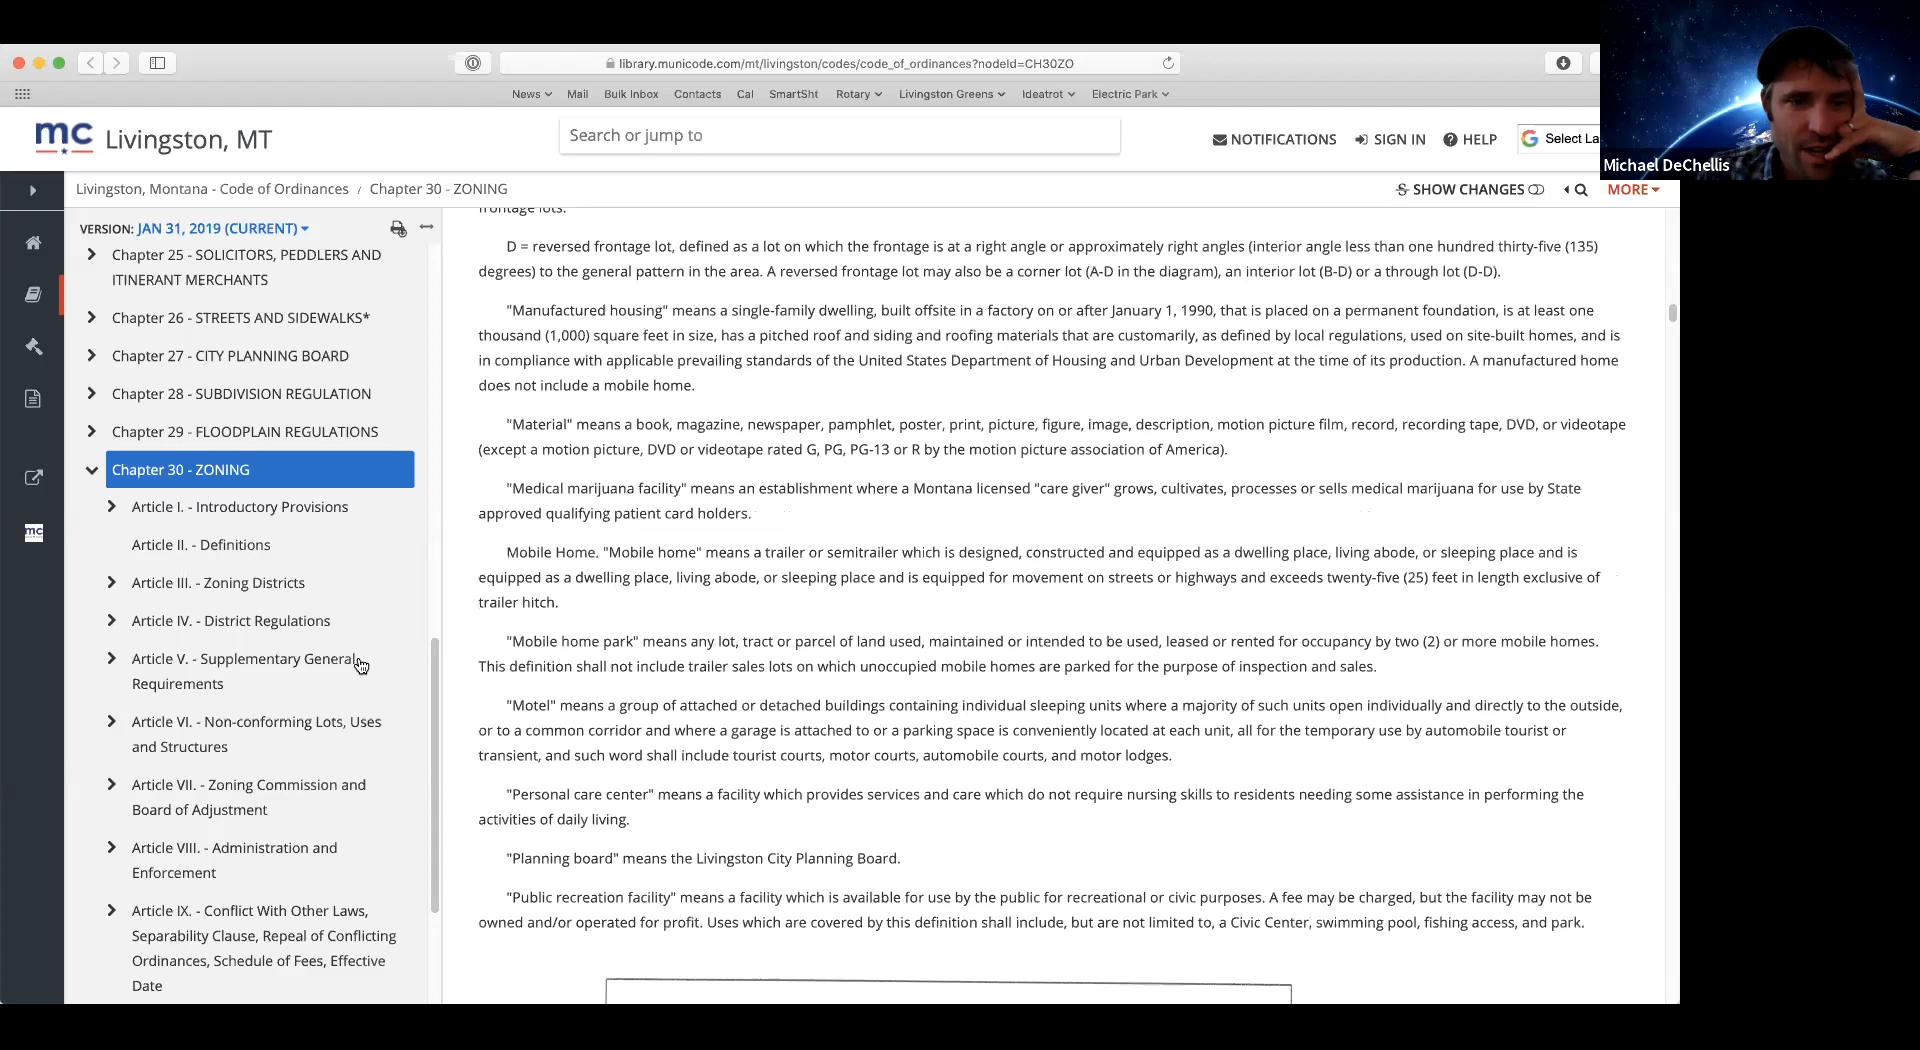 library.municode.com/mt/livingston/codes/code_of_ordinances?nodeId=CH30ZO
News Mail Bulk Inbox Contacts Cal SmartSht Rotary Livingston Greens Ideatrot Electric Park
mc Livingston, MT
Search or jump to
NOTIFICATIONS SIGN IN HELP
Select La
Michael DeChellis
Livingston, Montana - Code of Ordinances / Chapter 30 - ZONING
SHOW CHANGES
MORE
VERSION: JAN 31, 2019 (CURRENT)
Chapter 25 - SOLICITORS, PEDDLERS AND
ITINERANT MERCHANTS
Chapter 26 - STREETS AND SIDEWALKS*
Chapter 27 - CITY PLANNING BOARD
Chapter 28 - SUBDIVISION REGULATION
Chapter 29 - FLOODPLAIN REGULATIONS
Chapter 30 - ZONING
Article I. - Introductory Provisions
Article II. - Definitions
Article III. - Zoning Districts
Article IV. - District Regulations
Article V. - Supplementary General
Requirements
Article VI. - Non-conforming Lots, Uses
and Structures
Article VII. - Zoning Commission and
Board of Adjustment
Article VIII. - Administration and
Enforcement
Article IX. - Conflict With Other Laws,
Separability Clause, Repeal of Conflicting
Ordinances, Schedule of Fees, Effective
Date
mc
frontage lots.
D = reversed frontage lot, defined as a lot on which the frontage is at a right angle or approximately right angles (interior angle less than one hundred thirty-five (135)
degrees) to the general pattern in the area. A reversed frontage lot may also be a corner lot (A-D in the diagram), an interior lot (B-D) or a through lot (D-D).
"Manufactured housing" means a single-family dwelling, built offsite in a factory on or after January 1, 1990, that is placed on a permanent foundation, is at least one
thousand (1,000) square feet in size, has a pitched roof and siding and roofing materials that are customarily, as defined by local regulations, used on site-built homes, and is
in compliance with applicable prevailing standards of the United States Department of Housing and Urban Development at the time of its production. A manufactured home
does not include a mobile home.
"Material" means a book, magazine, newspaper, pamphlet, poster, print, picture, figure, image, description, motion picture film, record, recording tape, DVD, or videotape
(except a motion picture, DVD or videotape rated G, PG, PG-13 or R by the motion picture association of America).
"Medical marijuana facility" means an establishment where a Montana licensed "care giver" grows, cultivates, processes or sells medical marijuana for use by State
approved qualifying patient card holders.
Mobile Home. "Mobile home" means a trailer or semitrailer which is designed, constructed and equipped as a dwelling place, living abode, or sleeping place and is
equipped as a dwelling place, living abode, or sleeping place and is equipped for movement on streets or highways and exceeds twenty-five (25) feet in length exclusive of
trailer hitch.
"Mobile home park" means any lot, tract or parcel of land used, maintained or intended to be used, leased or rented for occupancy by two (2) or more mobile homes.
This definition shall not include trailer sales lots on which unoccupied mobile homes are parked for the purpose of inspection and sales.
"Motel" means a group of attached or detached buildings containing individual sleeping units where a majority of such units open individually and directly to the outside,
or to a common corridor and where a garage is attached to or a parking space is conveniently located at each unit, all for the temporary use by automobile tourist or
transient, and such word shall include tourist courts, motor courts, automobile courts, and motor lodges.
"Personal care center" means a facility which provides services and care which do not require nursing skills to residents needing some assistance in performing the
activities of daily living.
"Planning board" means the Livingston City Planning Board.
"Public recreation facility" means a facility which is available for use by the public for recreational or civic purposes. A fee may be charged, but the facility may not be
owned and/or operated for profit. Uses which are covered by this definition shall include, but are not limited to, a Civic Center, swimming pool, fishing access, and park.